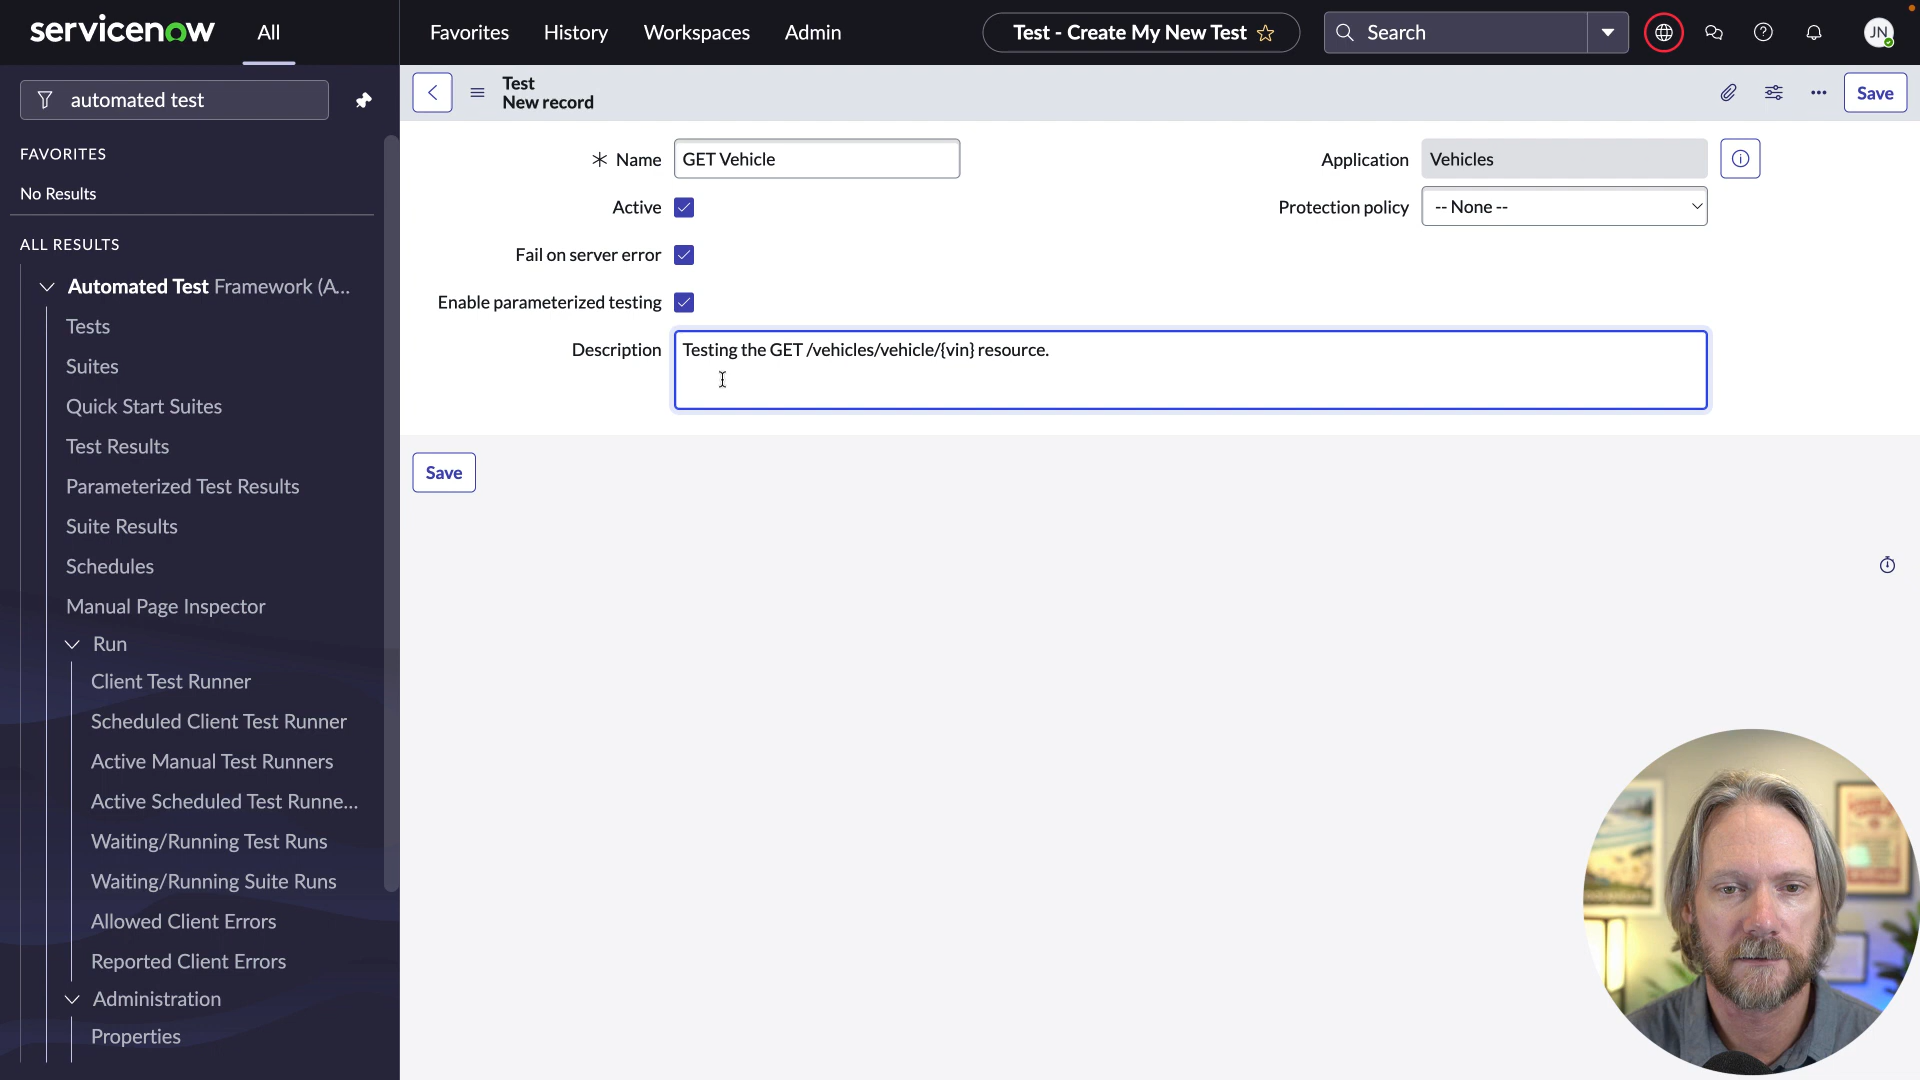 servicenow
All
Favorites
History
Workspaces
Admin
Test - Create My New Test
Search
JN
automated test
FAVORITES
No Results
ALL RESULTS
Automated Test Framework (A...
Tests
Suites
Quick Start Suites
Test Results
Parameterized Test Results
Suite Results
Schedules
Manual Page Inspector
Run
Client Test Runner
Scheduled Client Test Runner
Active Manual Test Runners
Active Scheduled Test Runne...
Waiting/Running Test Runs
Waiting/Running Suite Runs
Allowed Client Errors
Reported Client Errors
Administration
Properties
Test
New record
Save
Name
GET Vehicle
Application
Vehicles
Active
Protection policy
-- None --
Fail on server error
Enable parameterized testing
Description
Testing the GET /vehicles/vehicle/{vin} resource.
Save